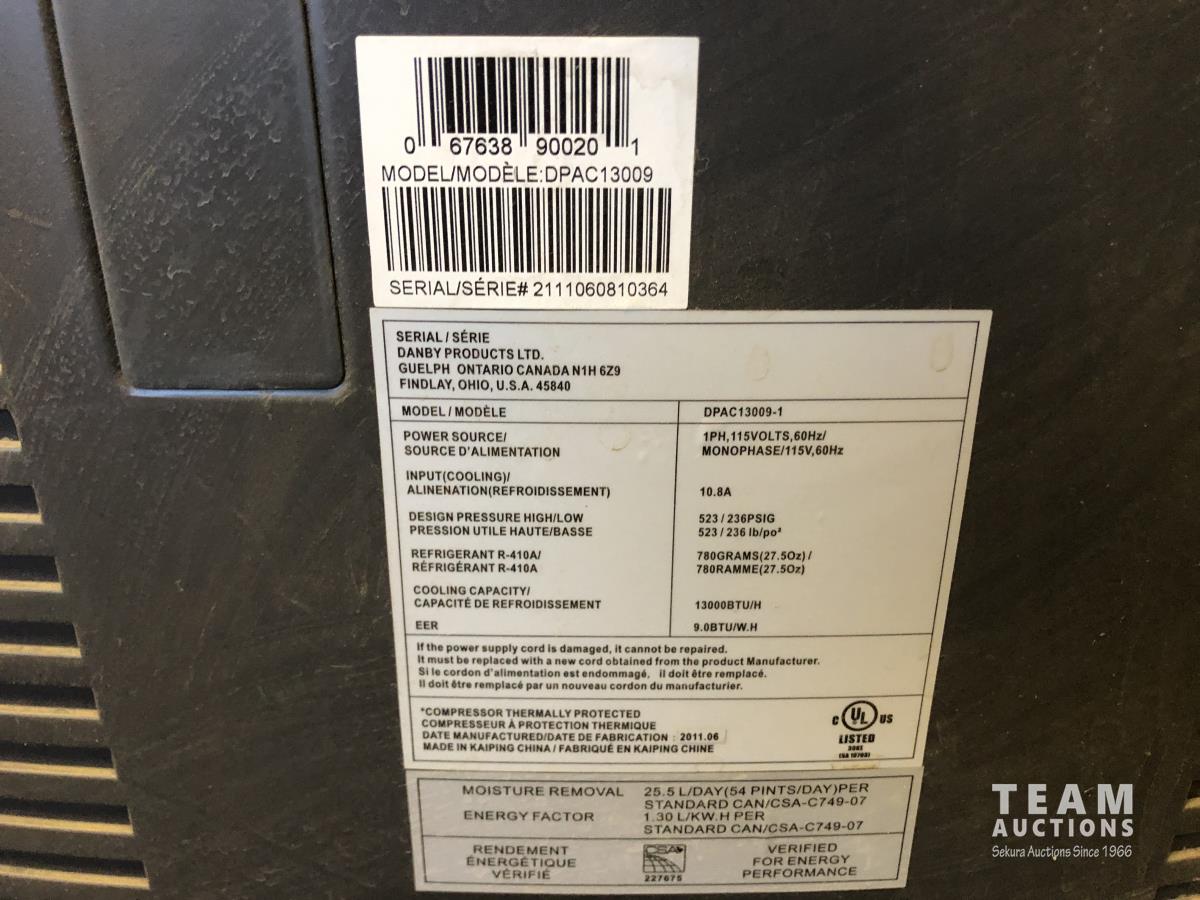 0 67638 90020 1
MODEL/MODÈLE:DPAC13009
SERIAL/SÉRIE# 2111060810364
SERIAL / SÉRIE
DANBY PRODUCTS LTD.
GUELPH ONTARIO CANADA N1H 6Z9
FINDLAY, OHIO, U.S.A. 45840
MODEL / MODÈLE DPAC13009-1
POWER SOURCE/ 1PH,115VOLTS,60Hz/
SOURCE D'ALIMENTATION MONOPHASE/115V,60Hz
INPUT(COOLING)/
ALINENATION(REFROIDISSEMENT) 10.8A
DESIGN PRESSURE HIGH/LOW 523 / 236PSIG
PRESSION UTILE HAUTE/BASSE 523 / 236 lb/po²
REFRIGERANT R-410A/ 780GRAMS(27.5Oz) /
RÉFRIGÉRANT R-410A 780RAMME(27.5Oz)
COOLING CAPACITY/
CAPACITÉ DE REFROIDISSEMENT 13000BTU/H
EER 9.0BTU/W.H
If the power supply cord is damaged, it cannot be repaired.
It must be replaced with a new cord obtained from the product Manufacturer.
Si le cordon d'alimentation est endommagé, il doit être remplacé.
Il doit être remplacé par un nouveau cordon du manufacturier.
*COMPRESSOR THERMALLY PROTECTED
COMPRESSEUR À PROTECTION THERMIQUE
DATE MANUFACTURED/DATE DE FABRICATION : 2011.06
MADE IN KAIPING CHINA / FABRIQUÉ EN KAIPING CHINE
C UL US
LISTED
MOISTURE REMOVAL 25.5 L/DAY(54 PINTS/DAY)PER
STANDARD CAN/CSA-C749-07
ENERGY FACTOR 1.30 L/KW.H PER
STANDARD CAN/CSA-C749-07
RENDEMENT
ÉNERGÉTIQUE
VÉRIFIÉ
CSA
227675
VERIFIED
FOR ENERGY
PERFORMANCE
TEAM
AUCTIONS
Sekura Auctions Since 1966